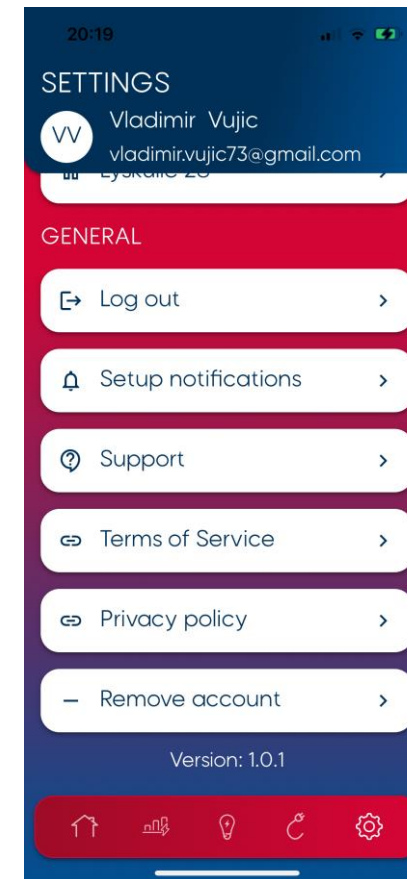 20:19
SETTINGS
VV
Vladimir Vujic
vladimir.vujic73@gmail.com
GENERAL
Log out
Setup notifications
Support
Terms of Service
Privacy policy
Remove account
Version: 1.0.1